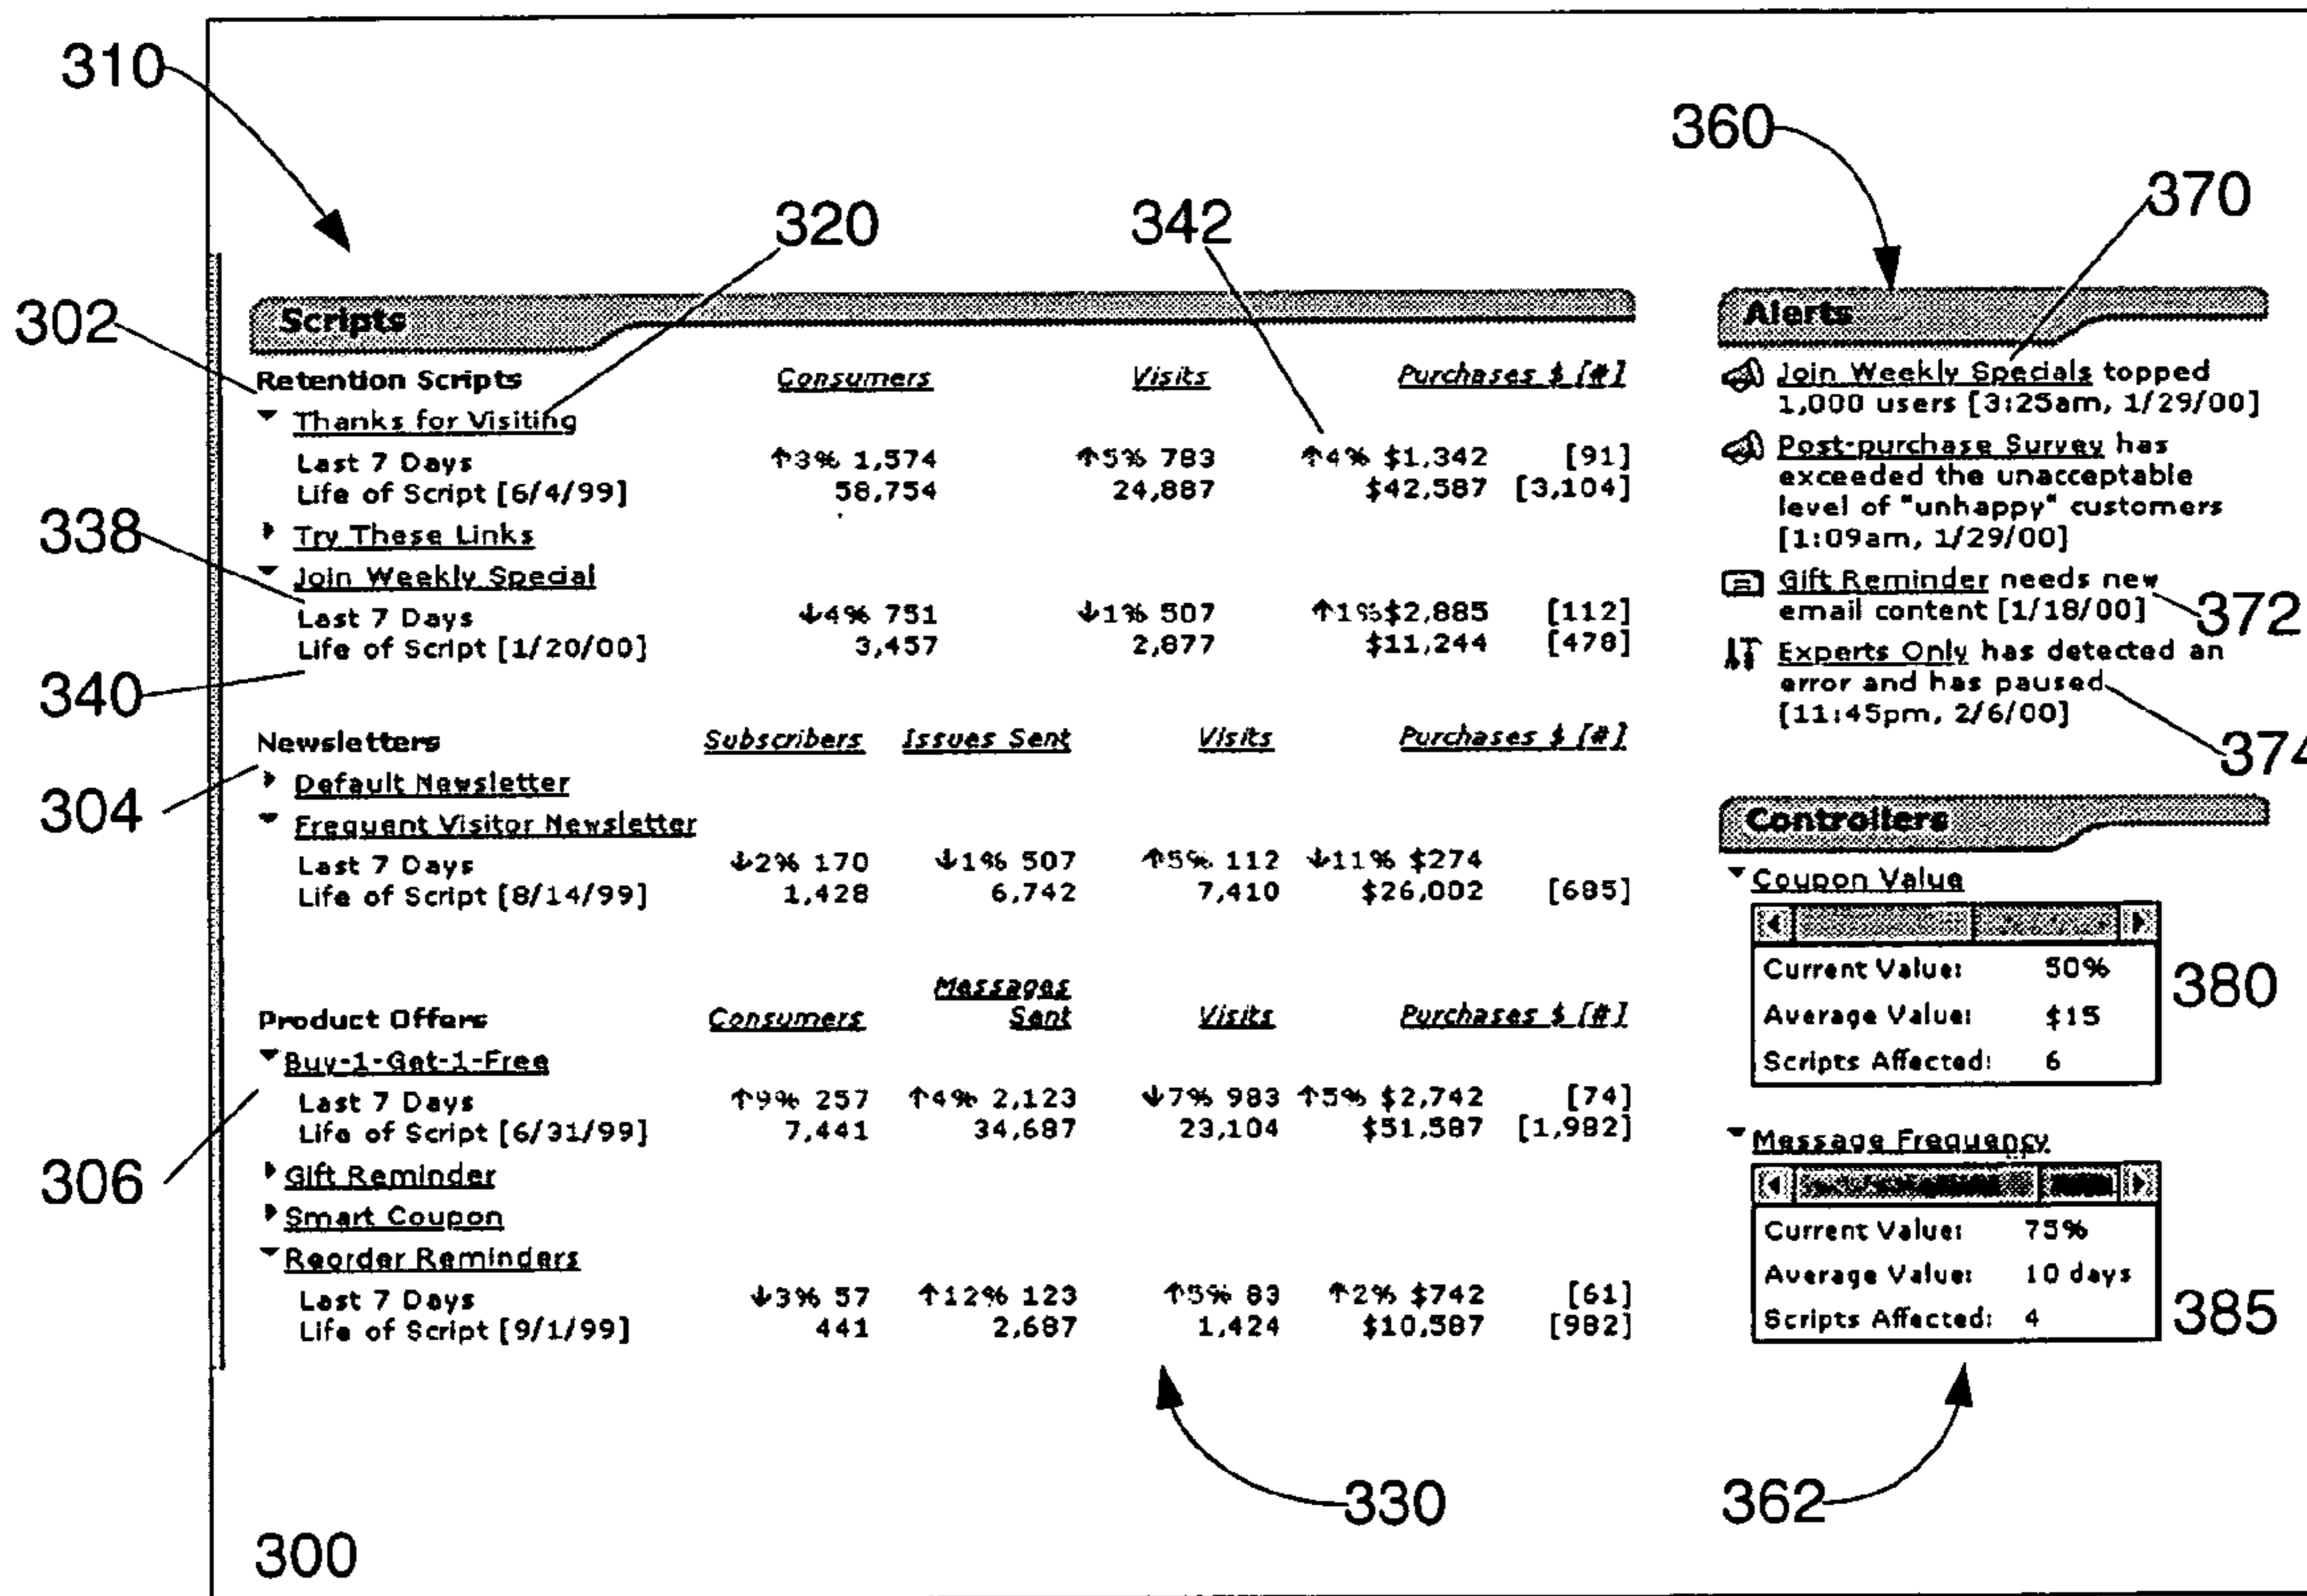 310
360
370
320 342
302
Scripts
Retention Scripts Consumers Visits Purchases $ [#]
Thanks for Visiting
Last 7 Days ↑3% 1,574 ↑5% 783 ↑4% $1,342 [91]
Life of Script [6/4/99] 58,754 24,887 $42,587 [3,104]
Try These Links
338
Join Weekly Special
Last 7 Days ↓4% 751 ↓1% 507 ↑1%$2,885 [112]
Life of Script [1/20/00] 3,457 2,877 $11,244 [478]
340
Newsletters Subscribers Issues Sent Visits Purchases $ [#]
Default Newsletter
304
Frequent Visitor Newsletter
Last 7 Days ↓2% 170 ↓1% 507 ↑5% 112 ↓11% $274
Life of Script [8/14/99] 1,428 6,742 7,410 $26,002 [685]
Messages
Product Offers Consumers Sent Visits Purchases $ [#]
Buy-1-Get-1-Free
Last 7 Days ↑9% 257 ↑4% 2,123 ↓7% 983 ↑5% $2,742 [74]
Life of Script [6/31/99] 7,441 34,687 23,104 $51,587 [1,982]
306
Gift Reminder
Smart Coupon
Reorder Reminders
Last 7 Days ↓3% 57 ↑12% 123 ↑5% 83 ↑2% $742 [61]
Life of Script [9/1/99] 441 2,687 1,424 $10,587 [982]
Alerts
Join Weekly Specials topped
1,000 users [3:25am, 1/29/00]
Post-purchase Survey has
exceeded the unacceptable
level of "unhappy" customers
[1:09am, 1/29/00]
Gift Reminder needs new
email content [1/18/00]
372
Experts Only has detected an
error and has paused
[11:45pm, 2/6/00]
374
Controllers
Coupon Value
Current Value: 50%
380
Average Value: $15
Scripts Affected: 6
Message Frequency
Current Value: 75%
Average Value: 10 days
385
Scripts Affected: 4
330
362
300